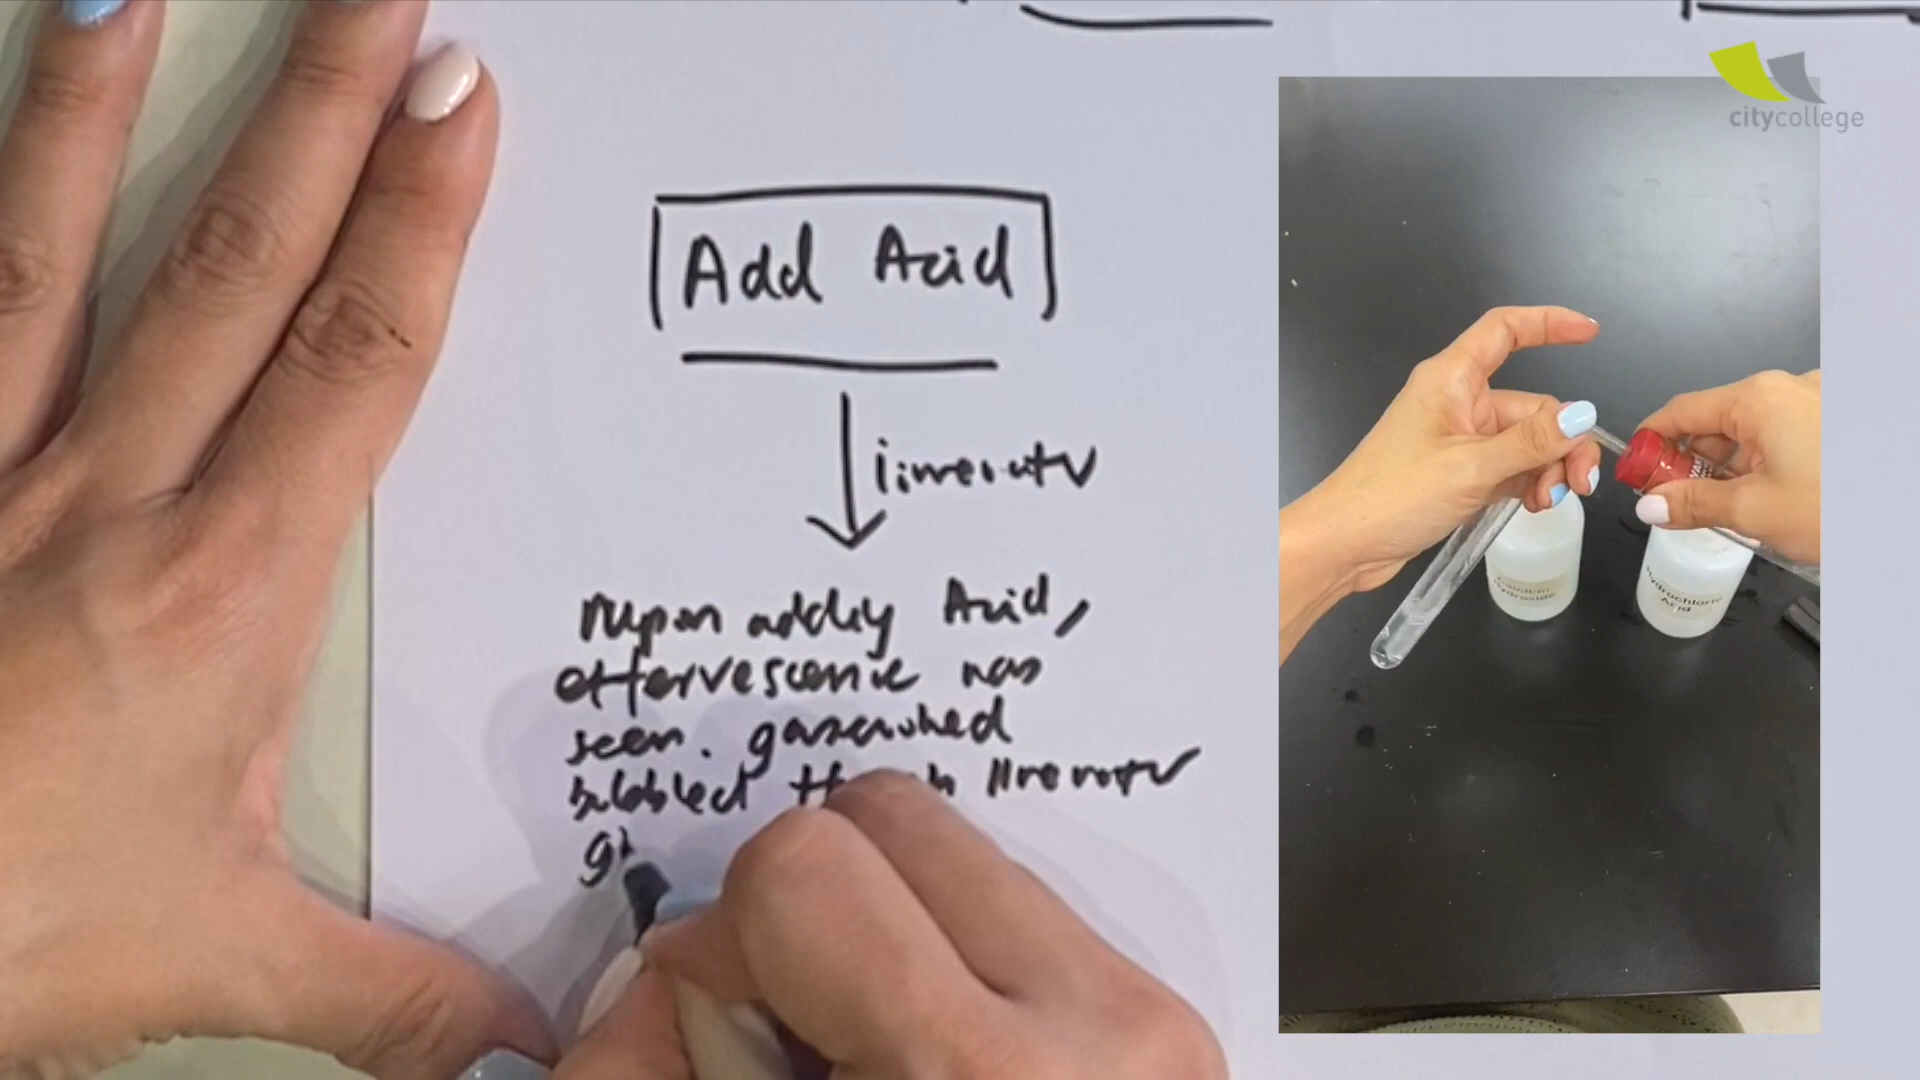 citycollege
Add Acid
limewater
upon adding Acid,
effervescence was
seen. gas evolved
bubbled through limewater
Calcium
Hydroxide
Hydrochloric
Acid